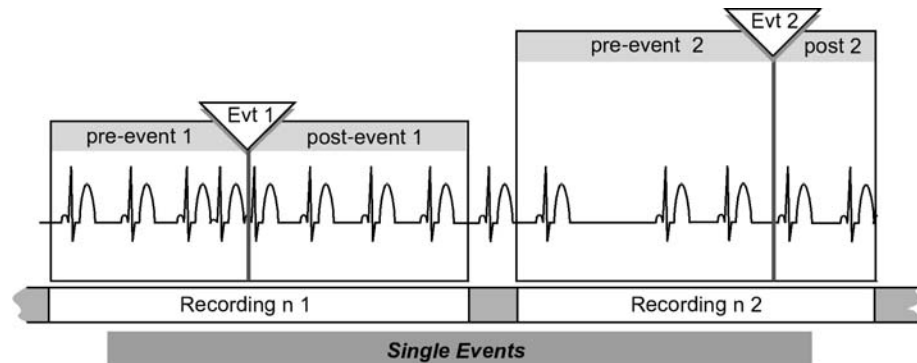 Evt 1
pre-event 1
post-event 1
Evt 2
pre-event 2
post 2
Recording n 1
Recording n 2
Single Events